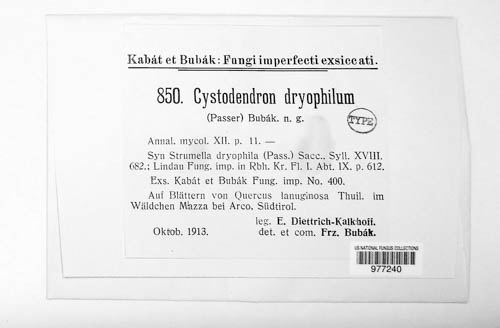 Kabát et Bubák: Fungi imperfecti exsiccati.
850. Cystodendron dryophilum
(Passer) Bubák. n. g.
TYPE
Annal. mycol. XII. p. 11. —
Syn Strumella dryophila (Pass.) Sacc., Syll. XVIII.
682.; Lindau Fung. imp. in Rbh. Kr. Fl. I. Abt. IX. p. 612.
Exs. Kabát et Bubák Fung. imp. No. 400.
Auf Blättern von Quercus lanuginosa Thuil. im
Wäldchen Mazza bei Arco, Südtirol.
leg. E. Diettrich-Kalkhoff.
Oktob. 1913. det. et com. Frz. Bubák.
US NATIONAL FUNGUS COLLECTIONS
977240